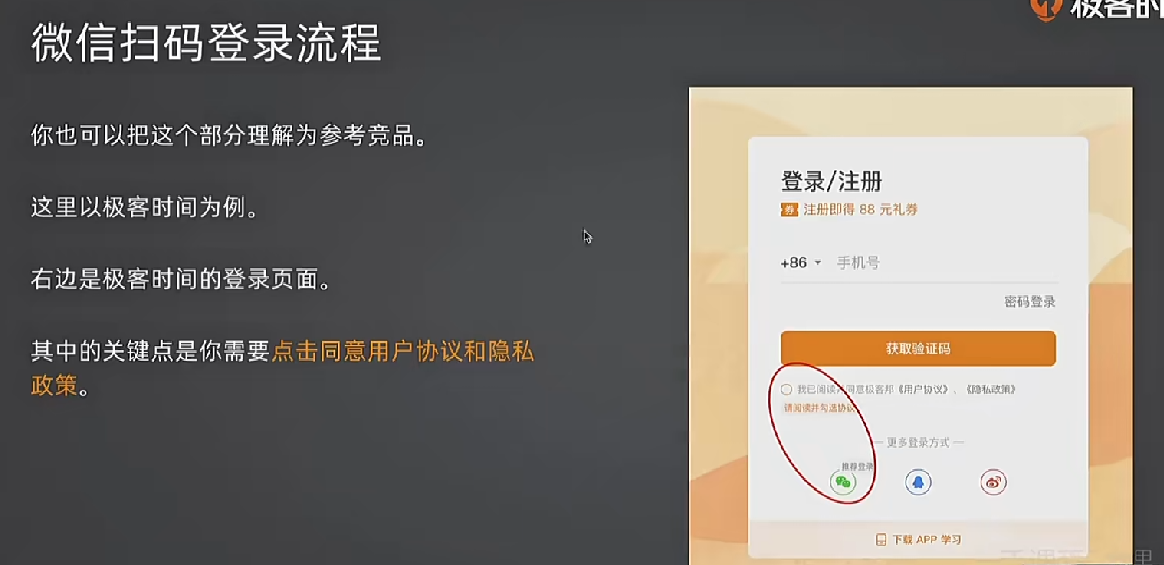 极客时
微信扫码登录流程
你也可以把这个部分理解为参考竞品。
这里以极客时间为例。
右边是极客时间的登录页面。
其中的关键点是你需要点击同意用户协议和隐私
政策。
登录/注册
券 注册即得 88 元礼券
+86 手机号
密码登录
获取验证码
我已阅读并同意极客邦《用户协议》、《隐私政策》
请阅读并勾选协议
更多登录方式
推荐登录
下载 APP 学习